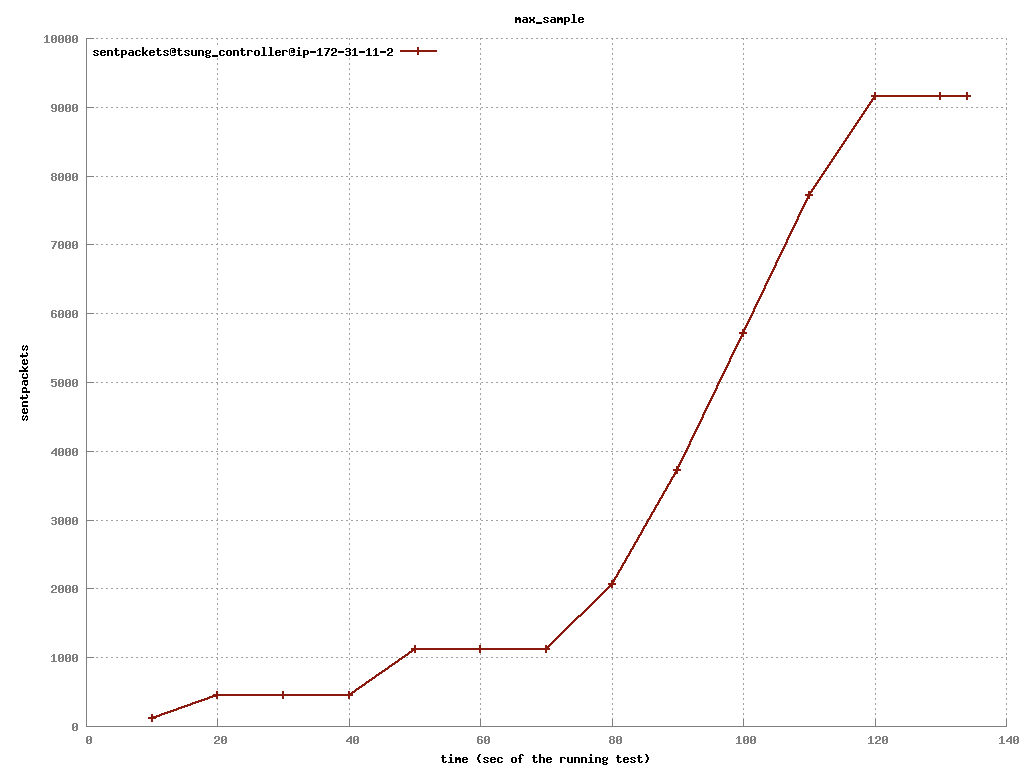 max_sample
sentpackets@tsung_controller@ip-172-31-11-2
10000
9000
8000
7000
6000
5000
4000
3000
2000
1000
0
sentpackets
0 20 40 60 80 100 120 140
time (sec of the running test)